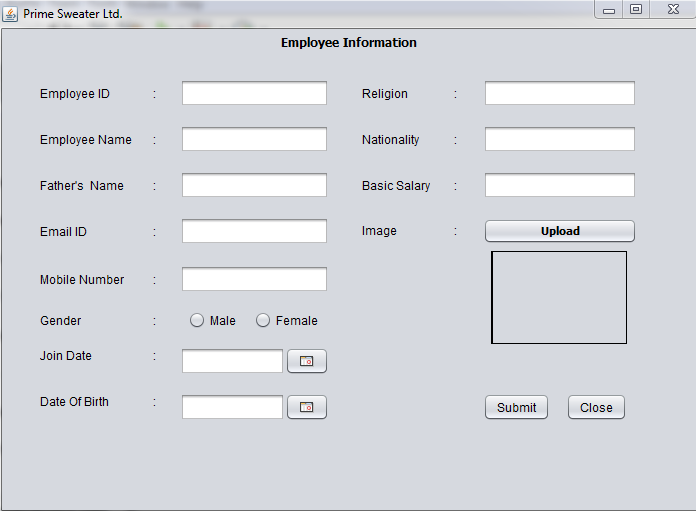 Prime Sweater Ltd.
Employee Information
Employee ID : Religion :
Employee Name : Nationality :
Father's Name : Basic Salary :
Email ID : Image : Upload
Mobile Number :
Gender : Male Female
Join Date :
Date Of Birth : Submit Close